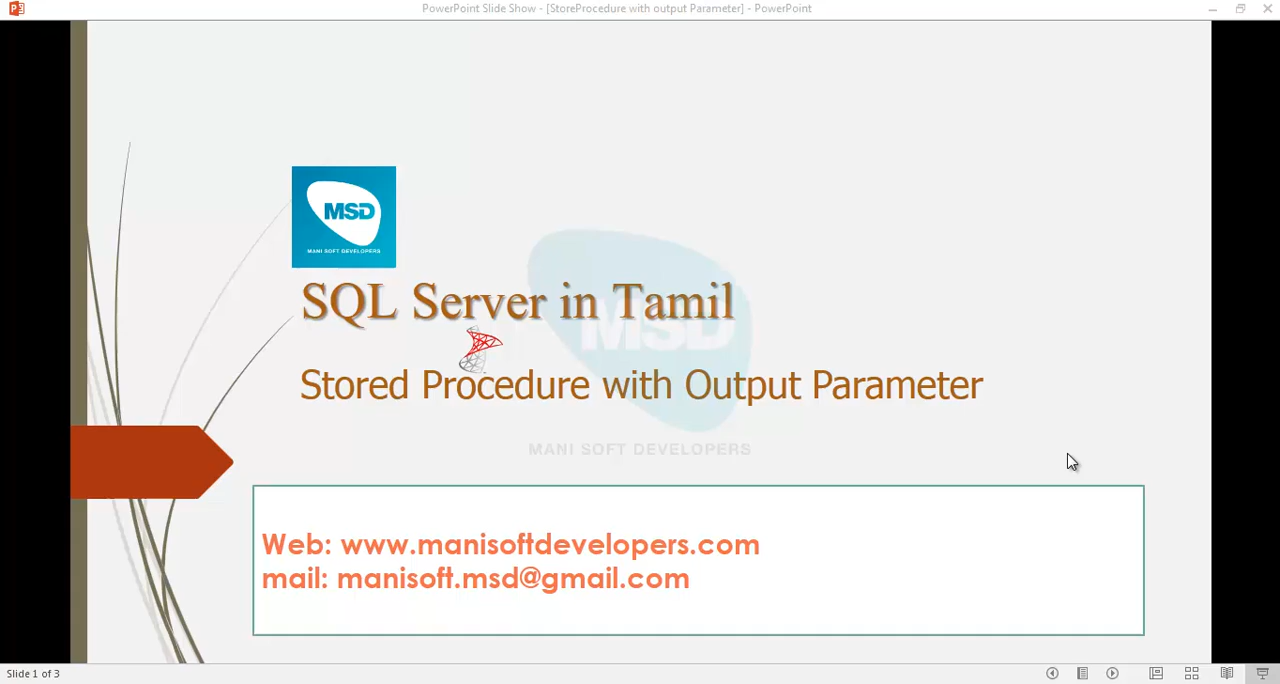 PowerPoint Slide Show - [StoreProcedure with output Parameter] - PowerPoint
MSD
MANI SOFT DEVELOPERS
SQL Server in Tamil
MSD
Stored Procedure with Output Parameter
MANI SOFT DEVELOPERS
Web: www.manisoftdevelopers.com
mail: manisoft.msd@gmail.com
Slide 1 of 3